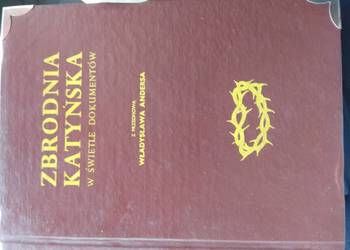 ZBRODNIA
KATYŃSKA
W ŚWIETLE DOKUMENTÓW
Z PRZEDMOWĄ
WŁADYSŁAWA ANDERSA